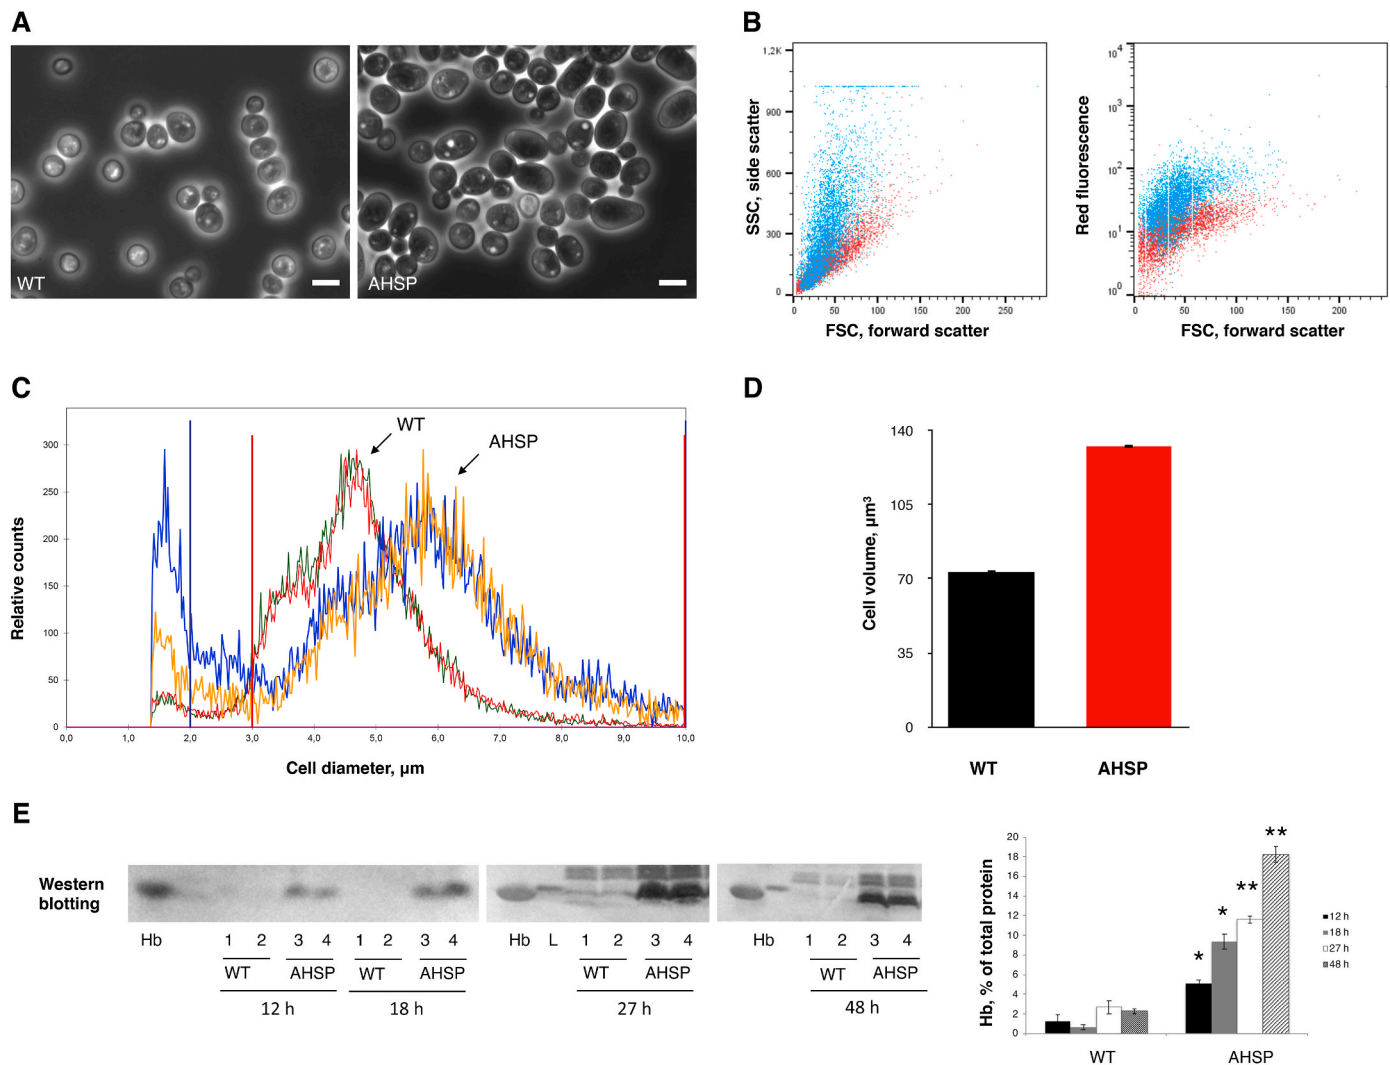 A
WT
AHSP
B
1,2K
900
600
300
0
SSC, side scatter
0 50 100 150 200 250
FSC, forward scatter
10^4
10^3
10^2
10^1
10^0
Red fluorescence
0 50 100 150 200
FSC, forward scatter
C
Relative counts
300
250
200
150
100
50
0
0,0 1,0 2,0 3,0 4,0 5,0 6,0 7,0 8,0 9,0 10,0
Cell diameter, µm
WT
AHSP
D
Cell volume, µm³
140
105
70
35
0
WT AHSP
E
Western
blotting
Hb 1 2 3 4 1 2 3 4
WT AHSP WT AHSP
12 h 18 h
Hb L 1 2 3 4
WT AHSP
27 h
Hb 1 2 3 4
WT AHSP
48 h
Hb, % of total protein
20
18
16
14
12
10
8
6
4
2
0
*
*
**
**
WT AHSP
12 h
18 h
27 h
48 h